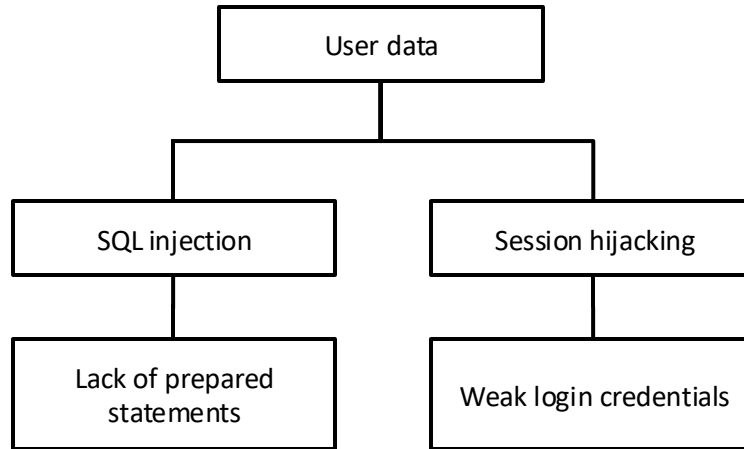 User data
SQL injection
Session hijacking
Lack of prepared
statements
Weak login credentials